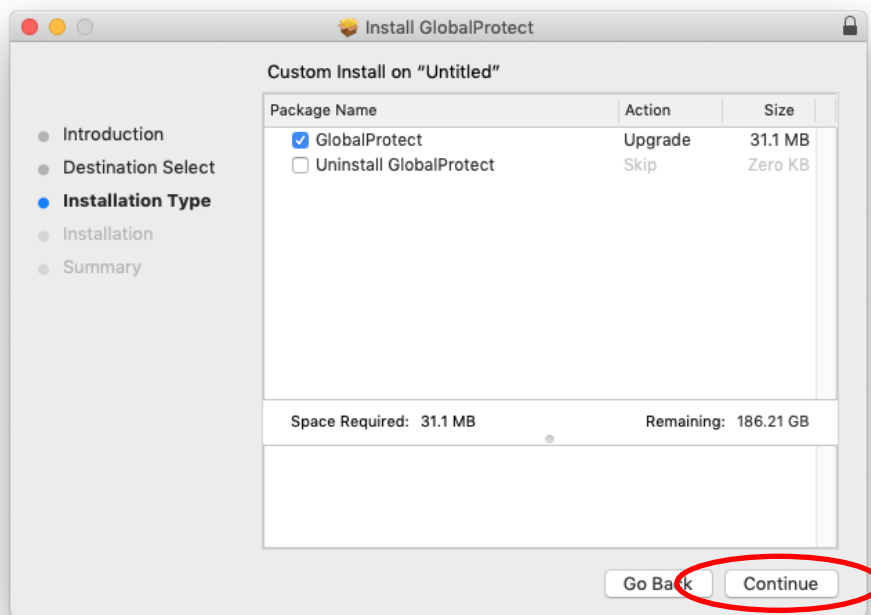 Install GlobalProtect
Custom Install on “Untitled”
Introduction
Destination Select
Installation Type
Installation
Summary
Package Name Action Size
GlobalProtect Upgrade 31.1 MB
Uninstall GlobalProtect Skip Zero KB
Space Required: 31.1 MB Remaining: 186.21 GB
Go Back Continue